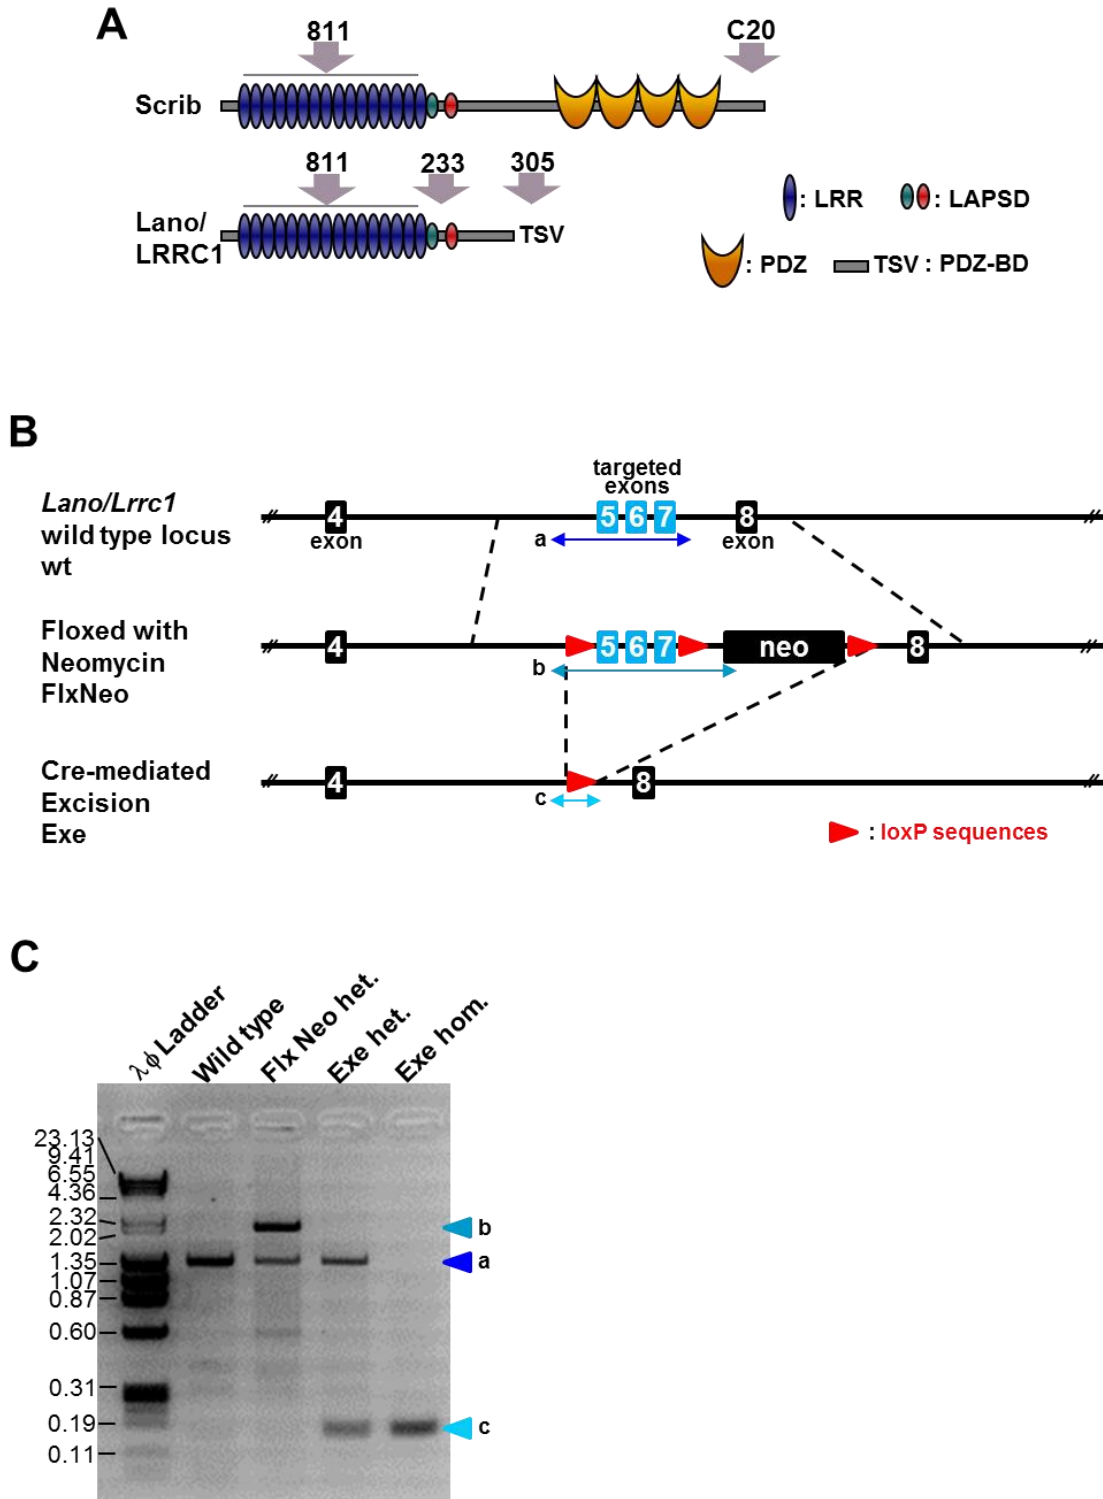 A
811
C20
Scrib
811
233
305
Lano/
LRRC1
TSV
: LRR
: LAPSD
: PDZ
TSV : PDZ-BD
B
targeted
exons
Lano/Lrrc1
wild type locus
wt
4
5
6
7
8
exon
exon
a
Floxed with
Neomycin
FlxNeo
4
5
6
7
neo
8
b
Cre-mediated
Excision
Exe
4
8
c
: loxP sequences
C
λφ Ladder
Wild type
Flx Neo het.
Exe het.
Exe hom.
23.13
9.41
6.55
4.36
2.32
2.02
1.35
1.07
0.87
0.60
0.31
0.19
0.11
b
a
c